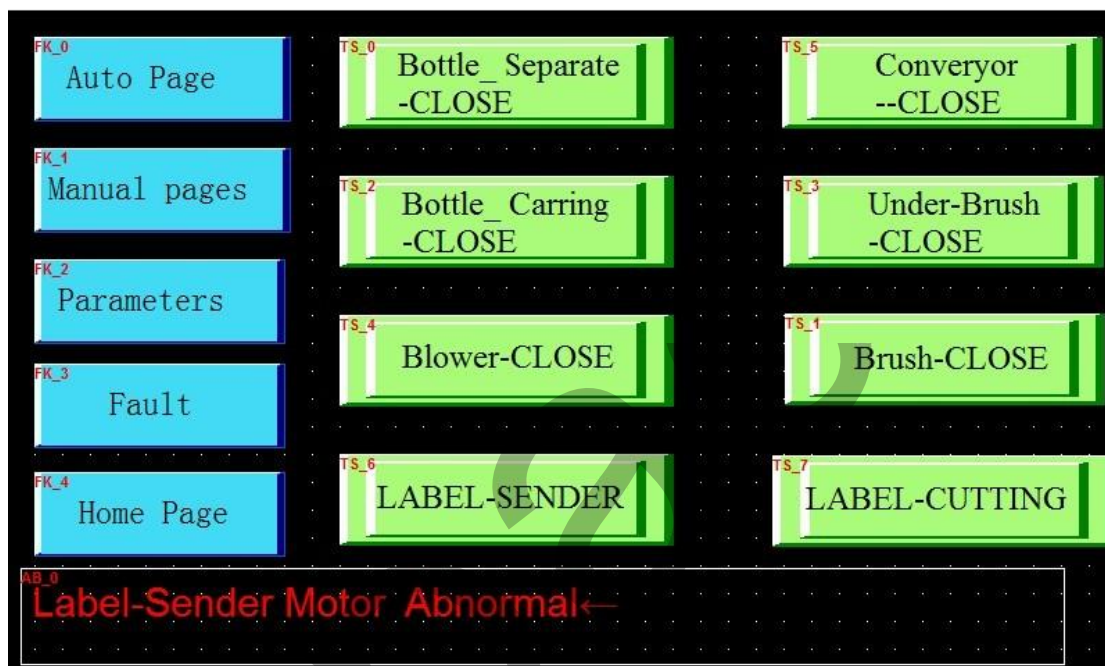 FK_0
Auto Page
FK_1
Manual pages
FK_2
Parameters
FK_3
Fault
FK_4
Home Page
TS_0
Bottle_ Separate
-CLOSE
TS_5
Converyor
--CLOSE
TS_2
Bottle_ Carring
-CLOSE
TS_3
Under-Brush
-CLOSE
TS_4
Blower-CLOSE
TS_1
Brush-CLOSE
TS_6
LABEL-SENDER
TS_7
LABEL-CUTTING
AB_0
Label-Sender Motor Abnormal←